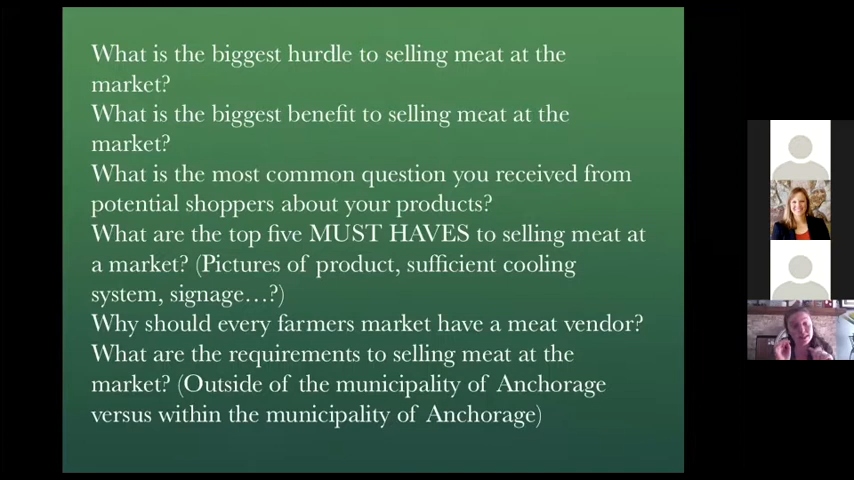 What is the biggest hurdle to selling meat at the
market?
What is the biggest benefit to selling meat at the
market?
What is the most common question you received from
potential shoppers about your products?
What are the top five MUST HAVES to selling meat at
a market? (Pictures of product, sufficient cooling
system, signage…?)
Why should every farmers market have a meat vendor?
What are the requirements to selling meat at the
market? (Outside of the municipality of Anchorage
versus within the municipality of Anchorage)